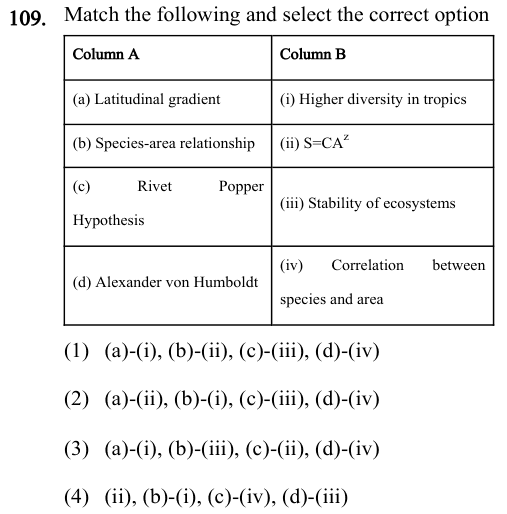 109. Match the following and select the correct option
Column A Column B
(a) Latitudinal gradient (i) Higher diversity in tropics
(b) Species-area relationship (ii) S=CA^z
(c) Rivet Popper
Hypothesis
(iii) Stability of ecosystems
(d) Alexander von Humboldt
(iv) Correlation between
species and area
(1) (a)-(i), (b)-(ii), (c)-(iii), (d)-(iv)
(2) (a)-(ii), (b)-(i), (c)-(iii), (d)-(iv)
(3) (a)-(i), (b)-(iii), (c)-(ii), (d)-(iv)
(4) (ii), (b)-(i), (c)-(iv), (d)-(iii)